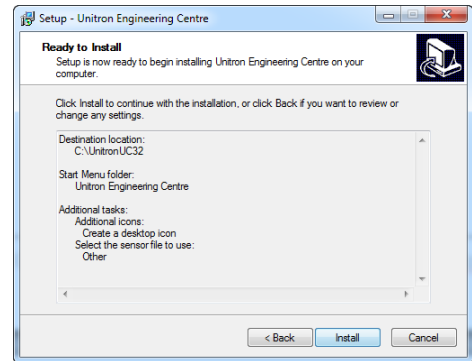 Setup - Unitron Engineering Centre
Ready to Install
Setup is now ready to begin installing Unitron Engineering Centre on your
computer.
Click Install to continue with the installation, or click Back if you want to review or
change any settings.
Destination location:
C:\UnitronUC32
Start Menu folder:
Unitron Engineering Centre
Additional tasks:
Additional icons:
Create a desktop icon
Select the sensor file to use:
Other
< Back
Install
Cancel